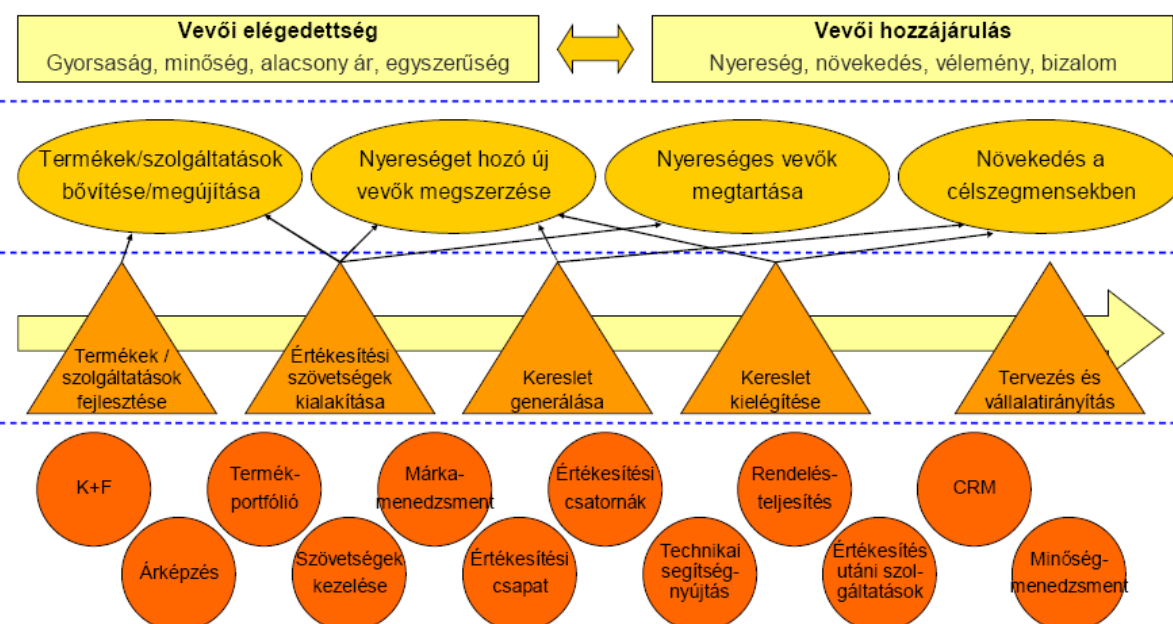 Vevői elégedettség
Gyorsaság, minőség, alacsony ár, egyszerűség
Vevői hozzájárulás
Nyereség, növekedés, vélemény, bizalom
Termékek/szolgáltatások
bővítése/megújítása
Nyereséget hozó új
vevők megszerzése
Nyereséges vevők
megtartása
Növekedés a
célszegmensekben
Termékek /
szolgáltatások
fejlesztése
Értékesítési
szövetségek
kialakítása
Kereslet
generálása
Kereslet
kielégítése
Tervezés és
vállalatirányítás
K+F
Termék-
portfólió
Márka-
menedzsment
Értékesítési
csatornák
Rendelés-
teljesítés
CRM
Árképzés
Szövetségek
kezelése
Értékesítési
csapat
Technikai
segítség-
nyújtás
Értékesítés
utáni szol-
gáltatások
Minőség-
menedzsment